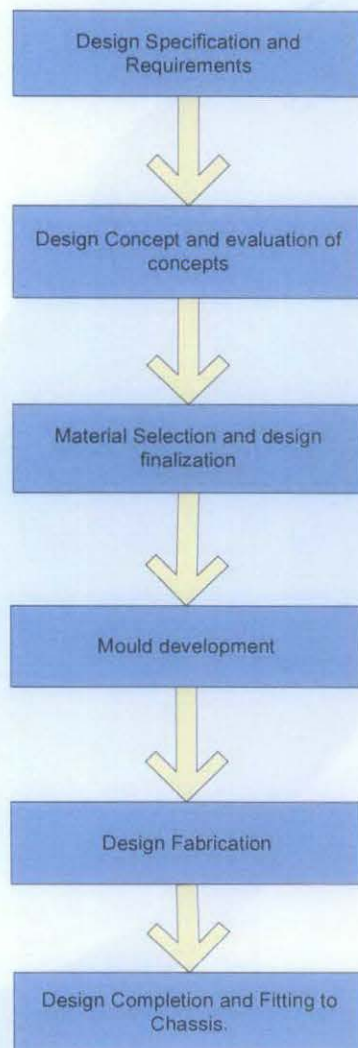 Design Specification and
Requirements
Design Concept and evaluation of
concepts
Material Selection and design
finalization
Mould development
Design Fabrication
Design Completion and Fitting to
Chassis.